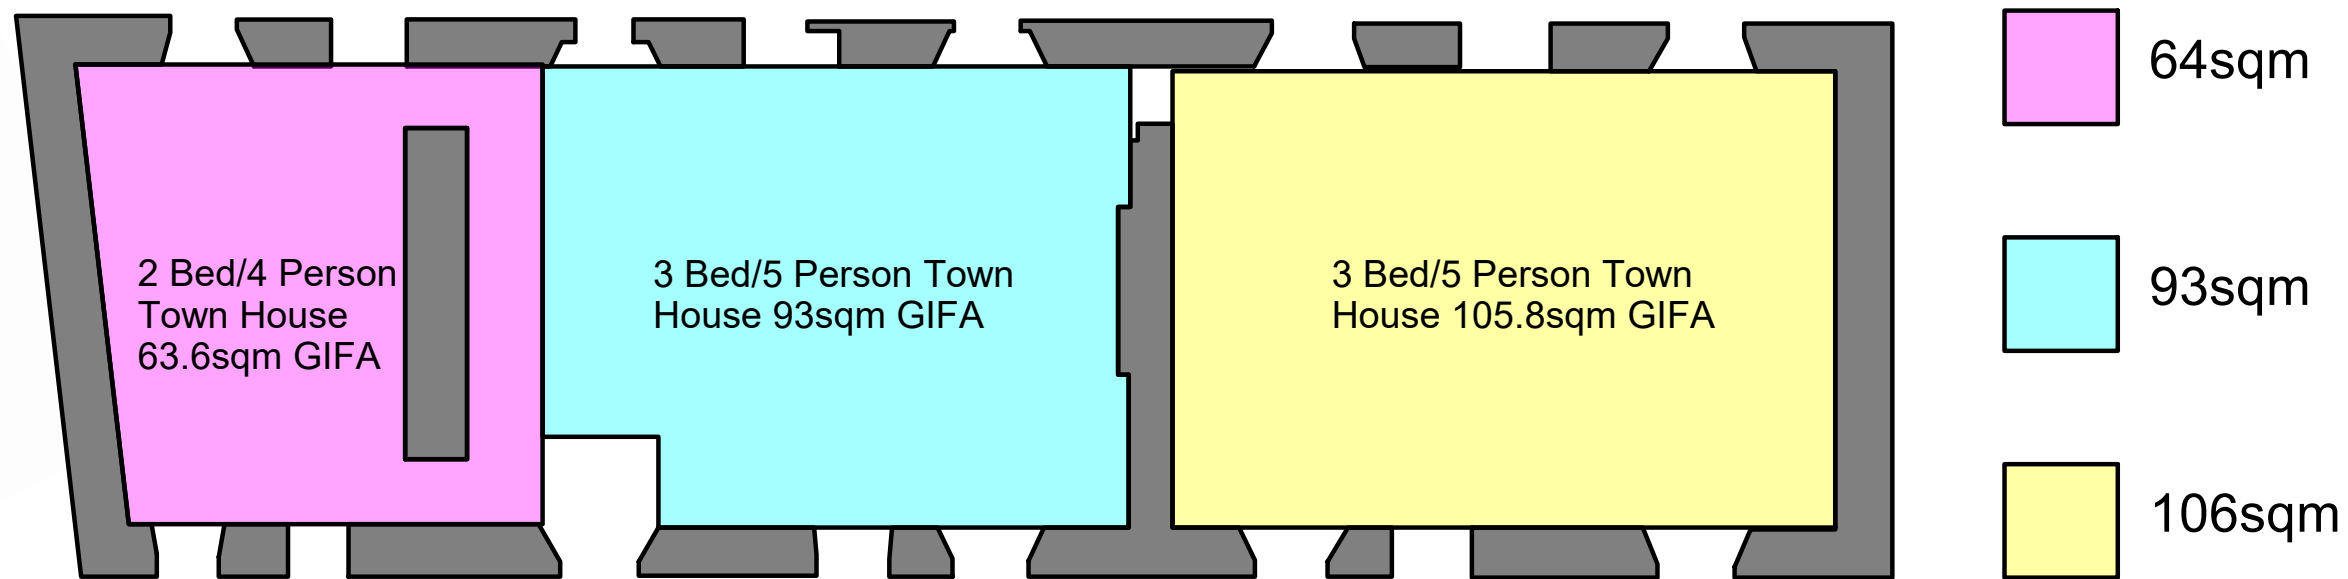 2 Bed/4 Person
Town House
63.6sqm GIFA
3 Bed/5 Person Town
House 93sqm GIFA
3 Bed/5 Person Town
House 105.8sqm GIFA
64sqm
93sqm
106sqm